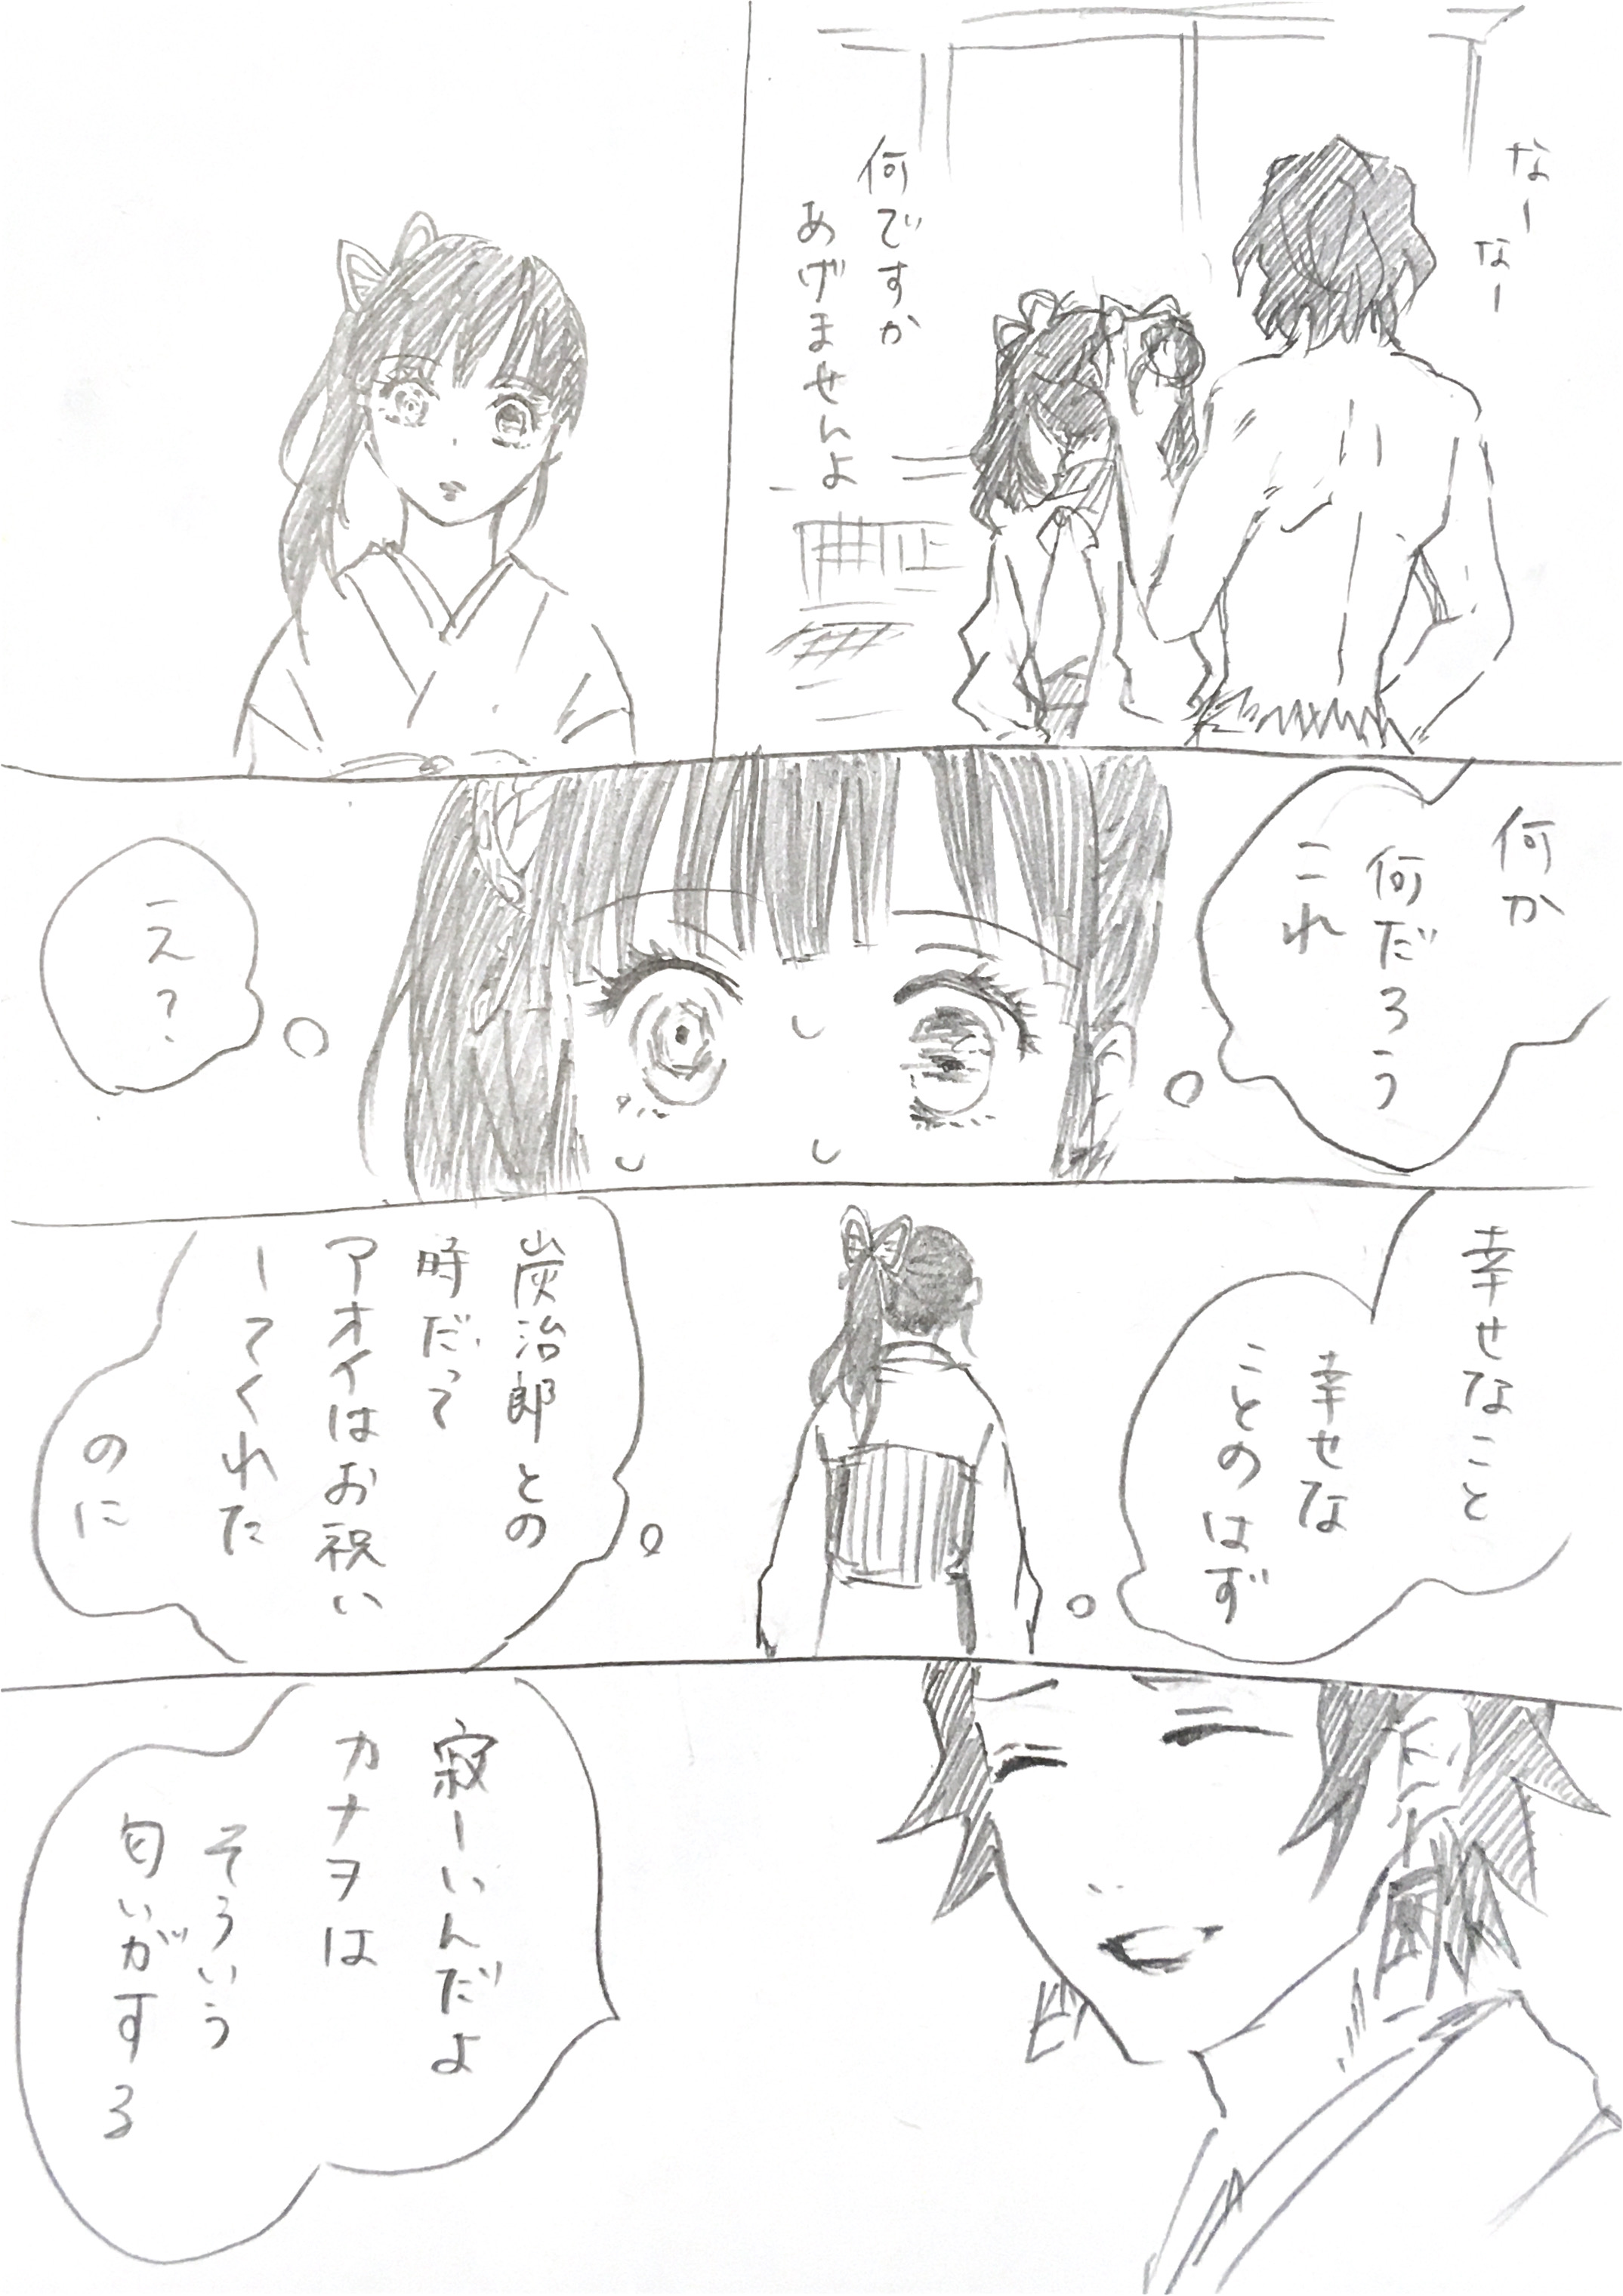 なーなー
何ですか
あげませんよ
何か
何だろう
これ
え?
幸せなこと
幸せな
ことのはず
炭治郎との
時だって
アオイはお祝い
してくれた
のに
寂しいんだよ
カナヲは
そういう
匂いがする